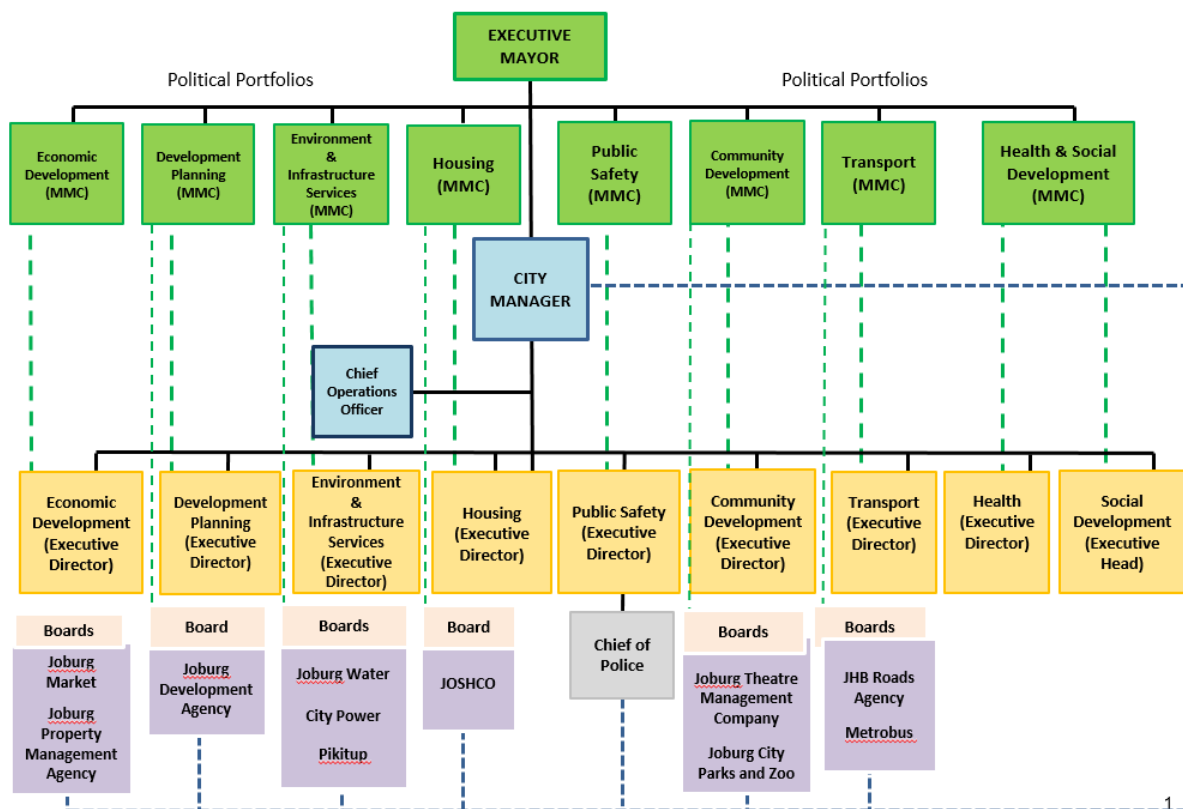 EXECUTIVE
MAYOR
Political Portfolios
Political Portfolios
Economic
Development
(MMC)
Development
Planning
(MMC)
Environment
&
Infrastructure
Services
(MMC)
Housing
(MMC)
Public
Safety
(MMC)
Community
Development
(MMC)
Transport
(MMC)
Health & Social
Development
(MMC)
CITY
MANAGER
Chief
Operations
Officer
Economic
Development
(Executive
Director)
Development
Planning
(Executive
Director)
Environment
&
Infrastructure
Services
(Executive
Director)
Housing
(Executive
Director)
Public Safety
(Executive
Director)
Community
Development
(Executive
Director)
Transport
(Executive
Director)
Health
(Executive
Director)
Social
Development
(Executive
Head)
Boards
Joburg
Market
Joburg
Property
Management
Agency
Board
Joburg
Development
Agency
Boards
Joburg Water
City Power
Pikitup
Board
JOSHCO
Chief of
Police
Boards
Joburg Theatre
Management
Company
Joburg City
Parks and Zoo
Boards
JHB Roads
Agency
Metrobus
1